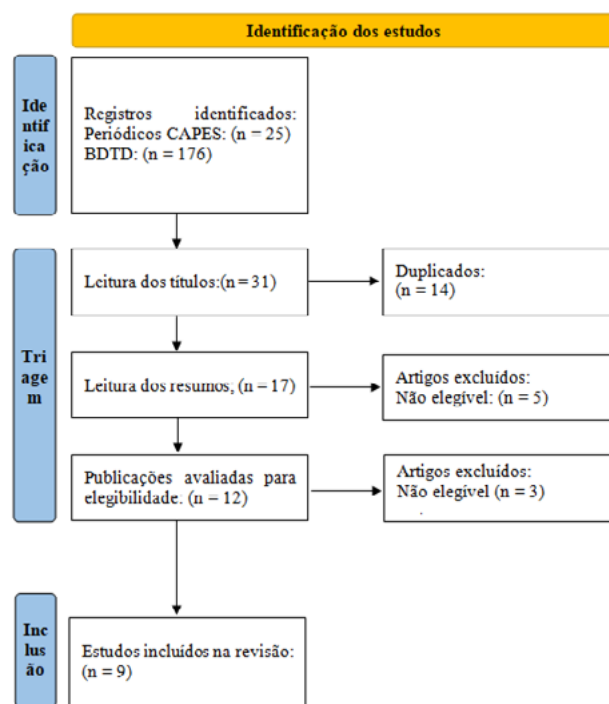 Identificação dos estudos
Ide
ntif
ica
ção
Registros identificados:
Periódicos CAPES: (n = 25)
BDTD: (n = 176)
Tri
age
m
Leitura dos títulos:(n = 31)
Duplicados:
(n = 14)
Leitura dos resumos; (n = 17)
Artigos excluídos:
Não elegível: (n = 5)
Publicações avaliadas para
elegibilidade. (n = 12)
Artigos excluídos:
Não elegível (n = 3)
.
Inc
lus
ão
Estudos incluídos na revisão:
(n = 9)